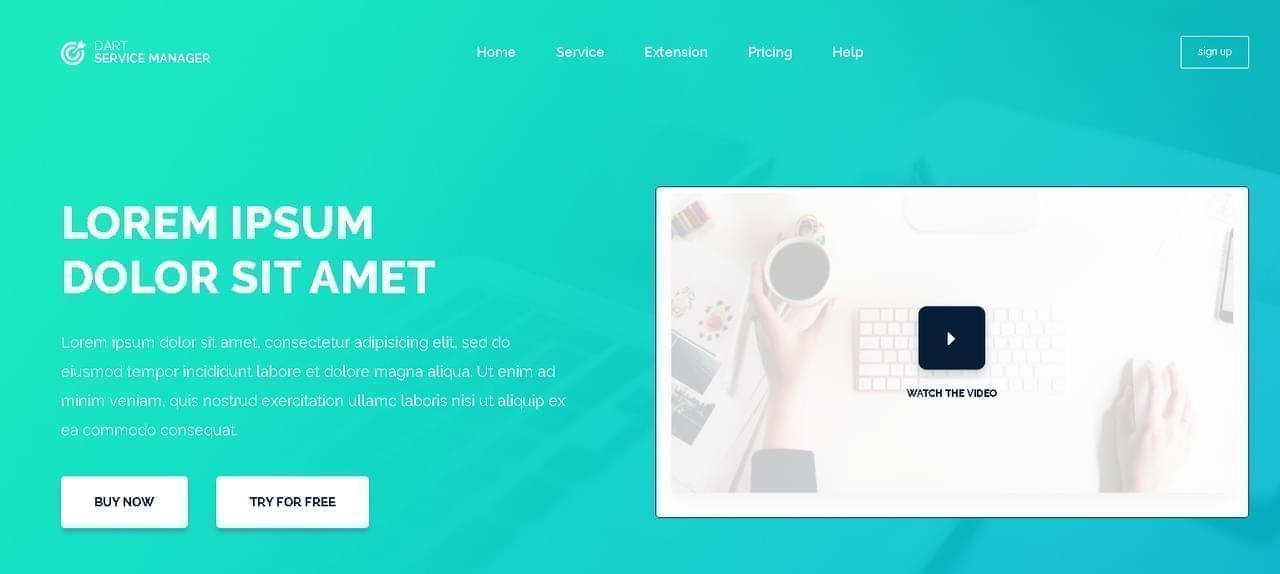 DART
SERVICE MANAGER
Home
Service
Extension
Pricing
Help
sign up
LOREM IPSUM
DOLOR SIT AMET
Lorem ipsum dolor sit amet, consectetur adipisicing elit, sed do
eiusmod tempor incididunt labore et dolore magna aliqua. Ut enim ad
minim veniam, quis nostrud exercitation ullamc laboris nisi ut aliquip ex
ea commodo consequat.
BUY NOW
TRY FOR FREE
WATCH THE VIDEO